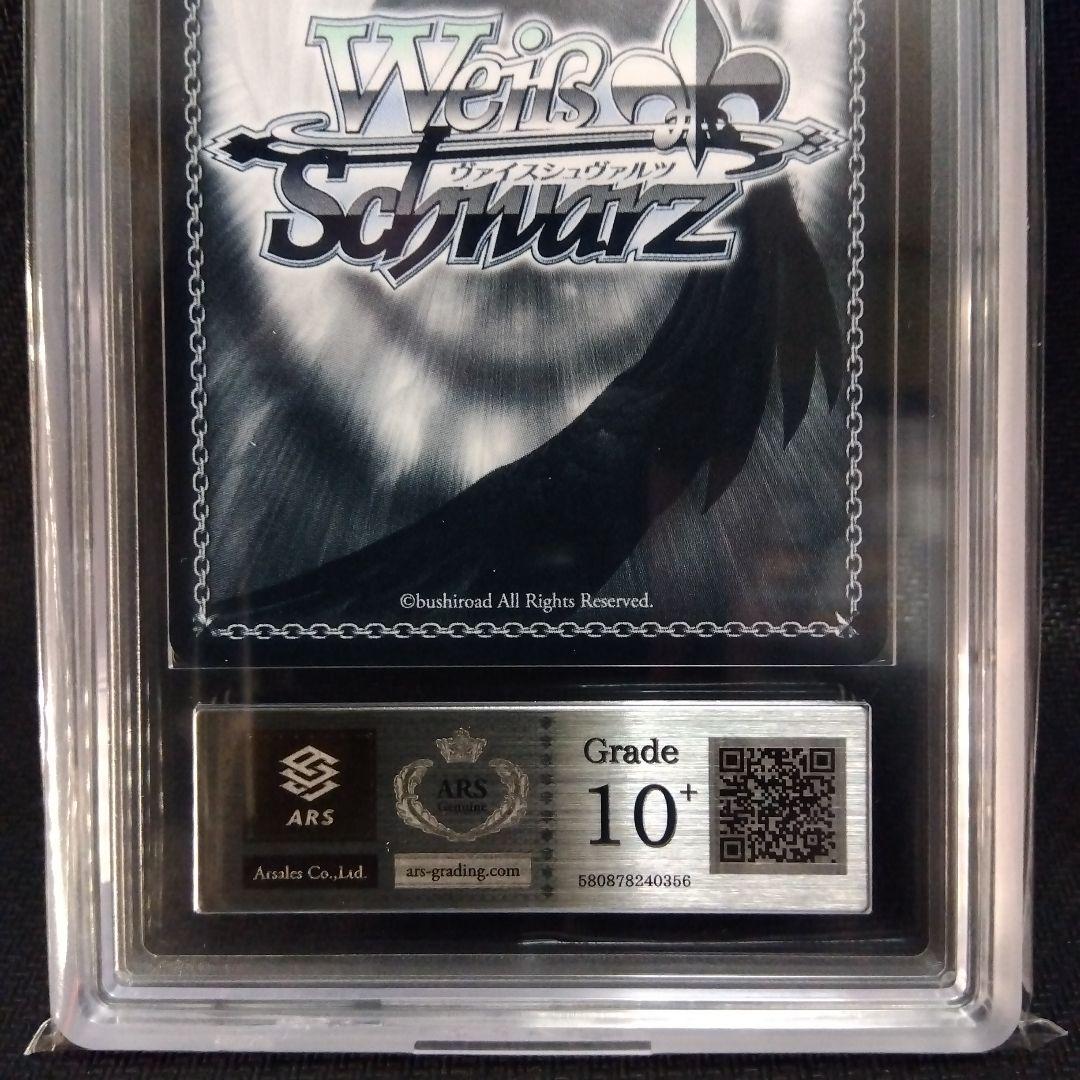 Weiß
ヴァイスシュヴァルツ
Schwarz
©bushiroad All Rights Reserved.
ARS
Arsales Co.,Ltd.
ARS
Genuine
ars-grading.com
Grade
10+
580878240356